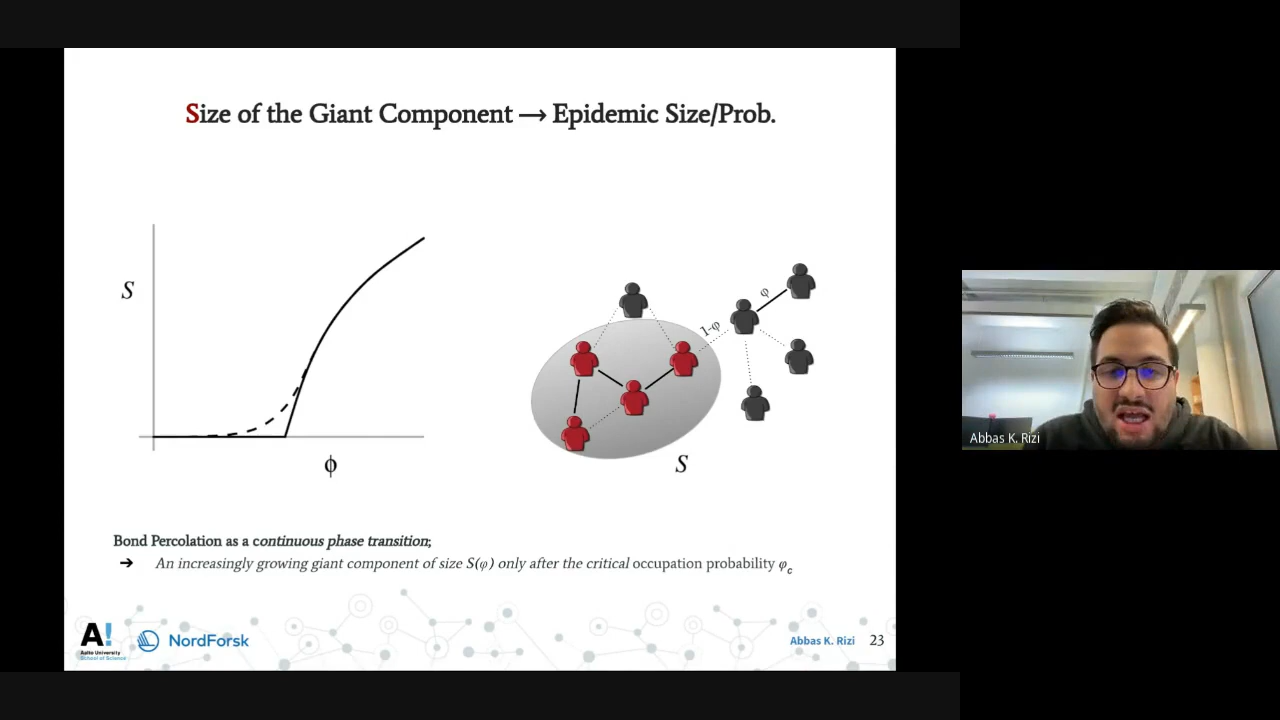 Size of the Giant Component → Epidemic Size/Prob.
S
ϕ
φ
1-φ
S
Bond Percolation as a continuous phase transition;
➔ An increasingly growing giant component of size S(φ) only after the critical occupation probability φc
A!
Aalto University
School of Science
NordForsk
Abbas K. Rizi 23
Abbas K. Rizi